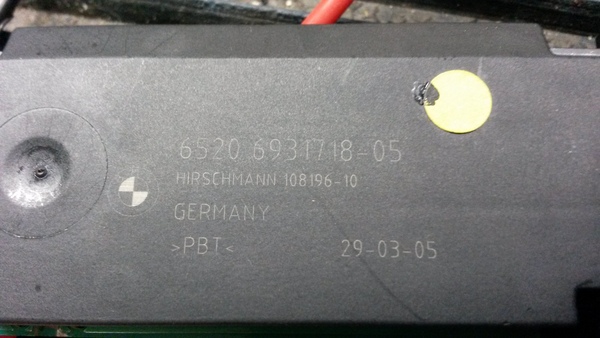 6520 6931718-05
HIRSCHMANN 108196-10
GERMANY
>PBT<
29-03-05